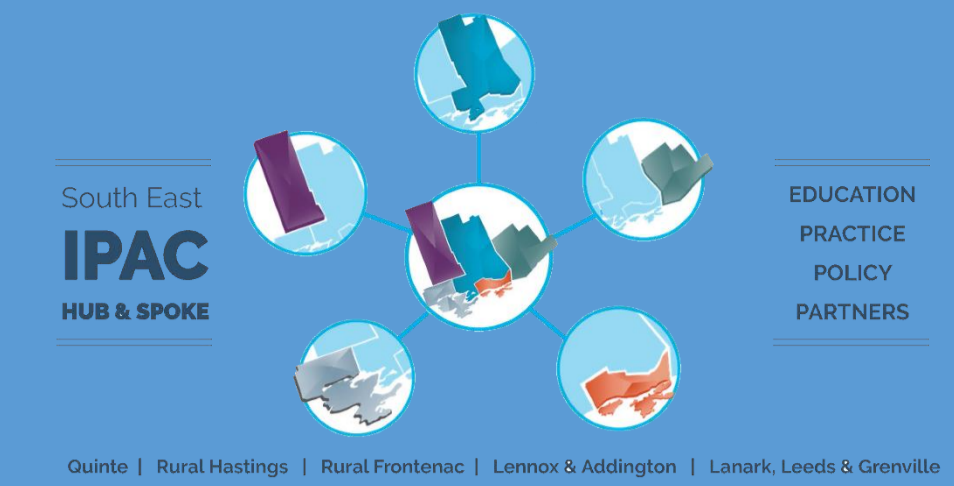 South East
IPAC
HUB & SPOKE
EDUCATION
PRACTICE
POLICY
PARTNERS
Quinte | Rural Hastings | Rural Frontenac | Lennox & Addington | Lanark, Leeds & Grenville